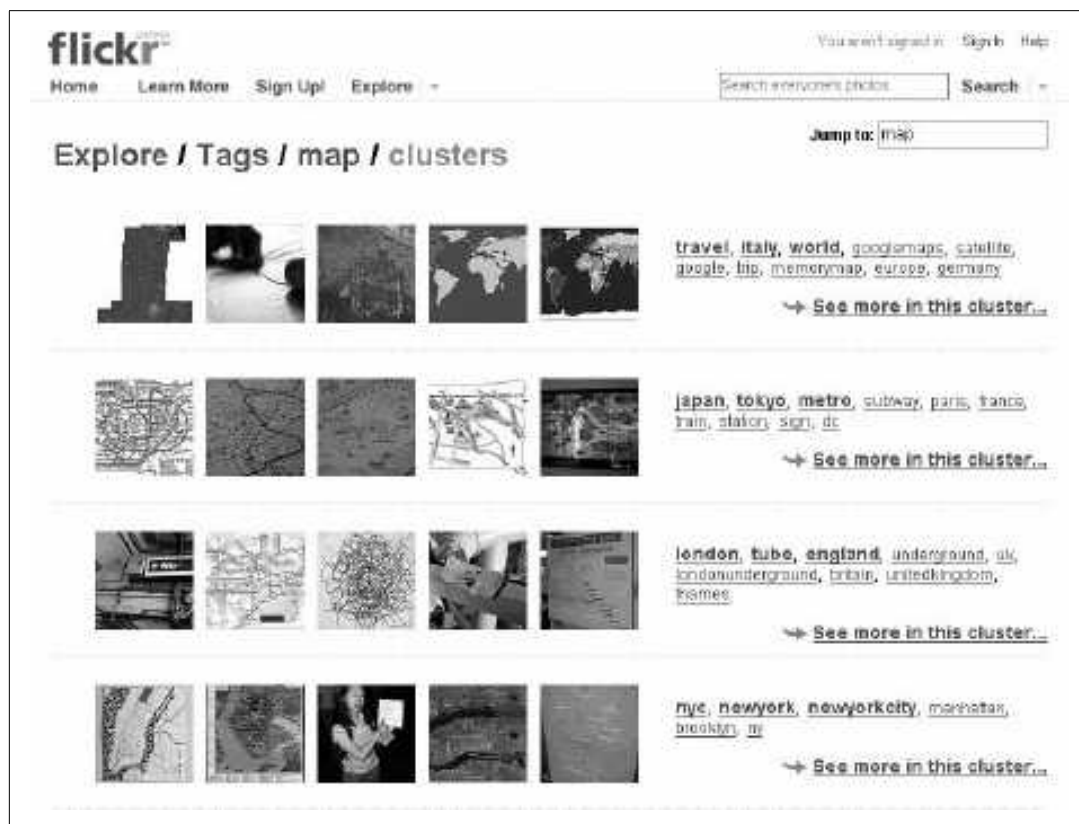 flickr
You aren't signed in Sign In Help
Home Learn More Sign Up! Explore
Search everyone's photos Search
Jump to: map
Explore / Tags / map / clusters
travel, italy, world, googlemaps, satellite,
google, trip, memorymap, europe, germany
See more in this cluster...
japan, tokyo, metro, subway, paris, france,
train, station, sign, dc
See more in this cluster...
london, tube, england, underground, uk,
londonunderground, britain, unitedkingdom,
thames
See more in this cluster...
nyc, newyork, newyorkcity, manhattan,
brooklyn, ny
See more in this cluster...